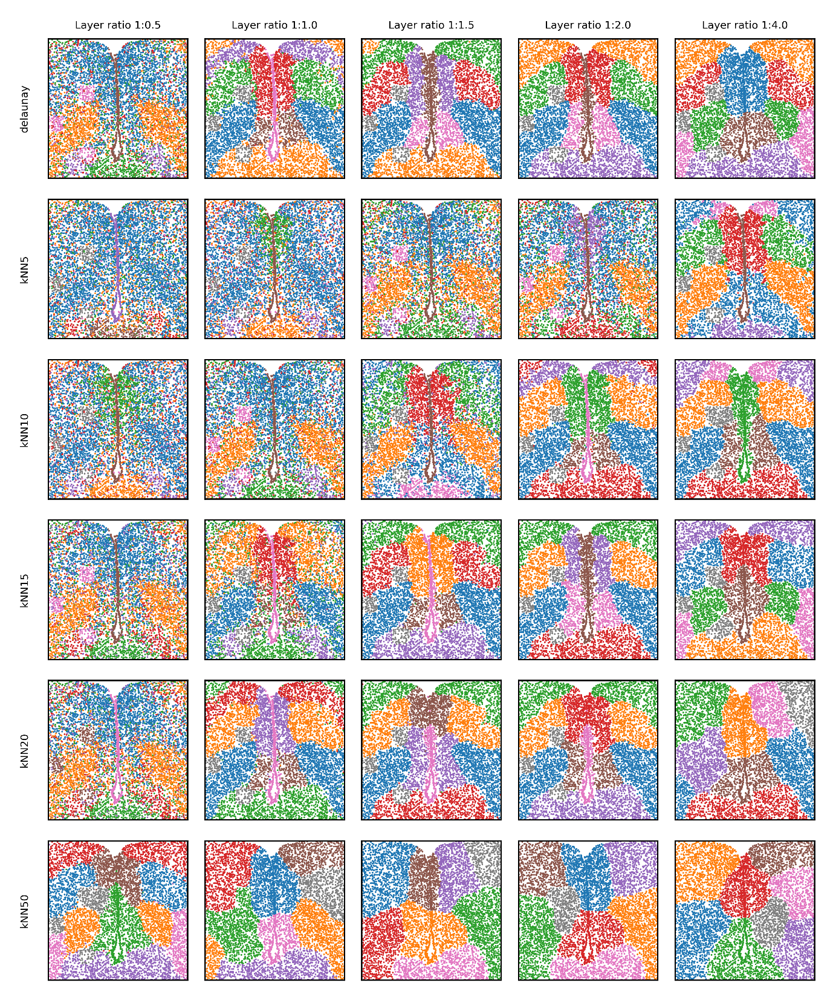 Layer ratio 1:0.5 Layer ratio 1:1.0 Layer ratio 1:1.5 Layer ratio 1:2.0 Layer ratio 1:4.0
delaunay
kNN5
kNN10
kNN15
kNN20
kNN50